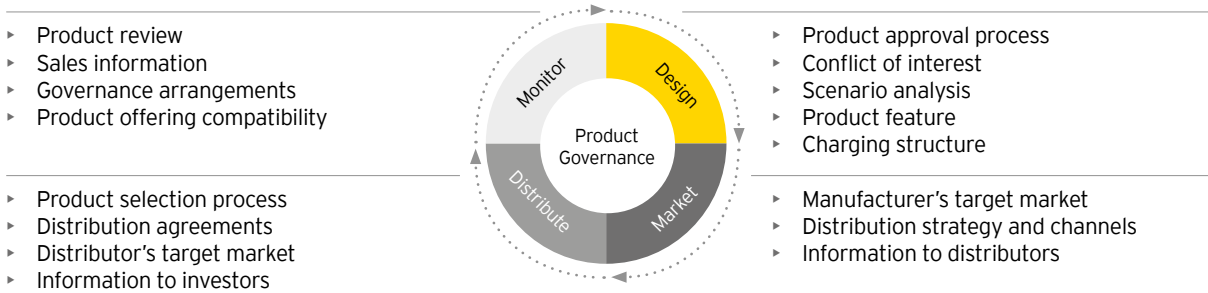 Product review
Sales information
Governance arrangements
Product offering compatibility
Product approval process
Conflict of interest
Scenario analysis
Product feature
Charging structure
Monitor
Design
Product
Governance
Distribute
Market
Product selection process
Distribution agreements
Distributor's target market
Information to investors
Manufacturer's target market
Distribution strategy and channels
Information to distributors